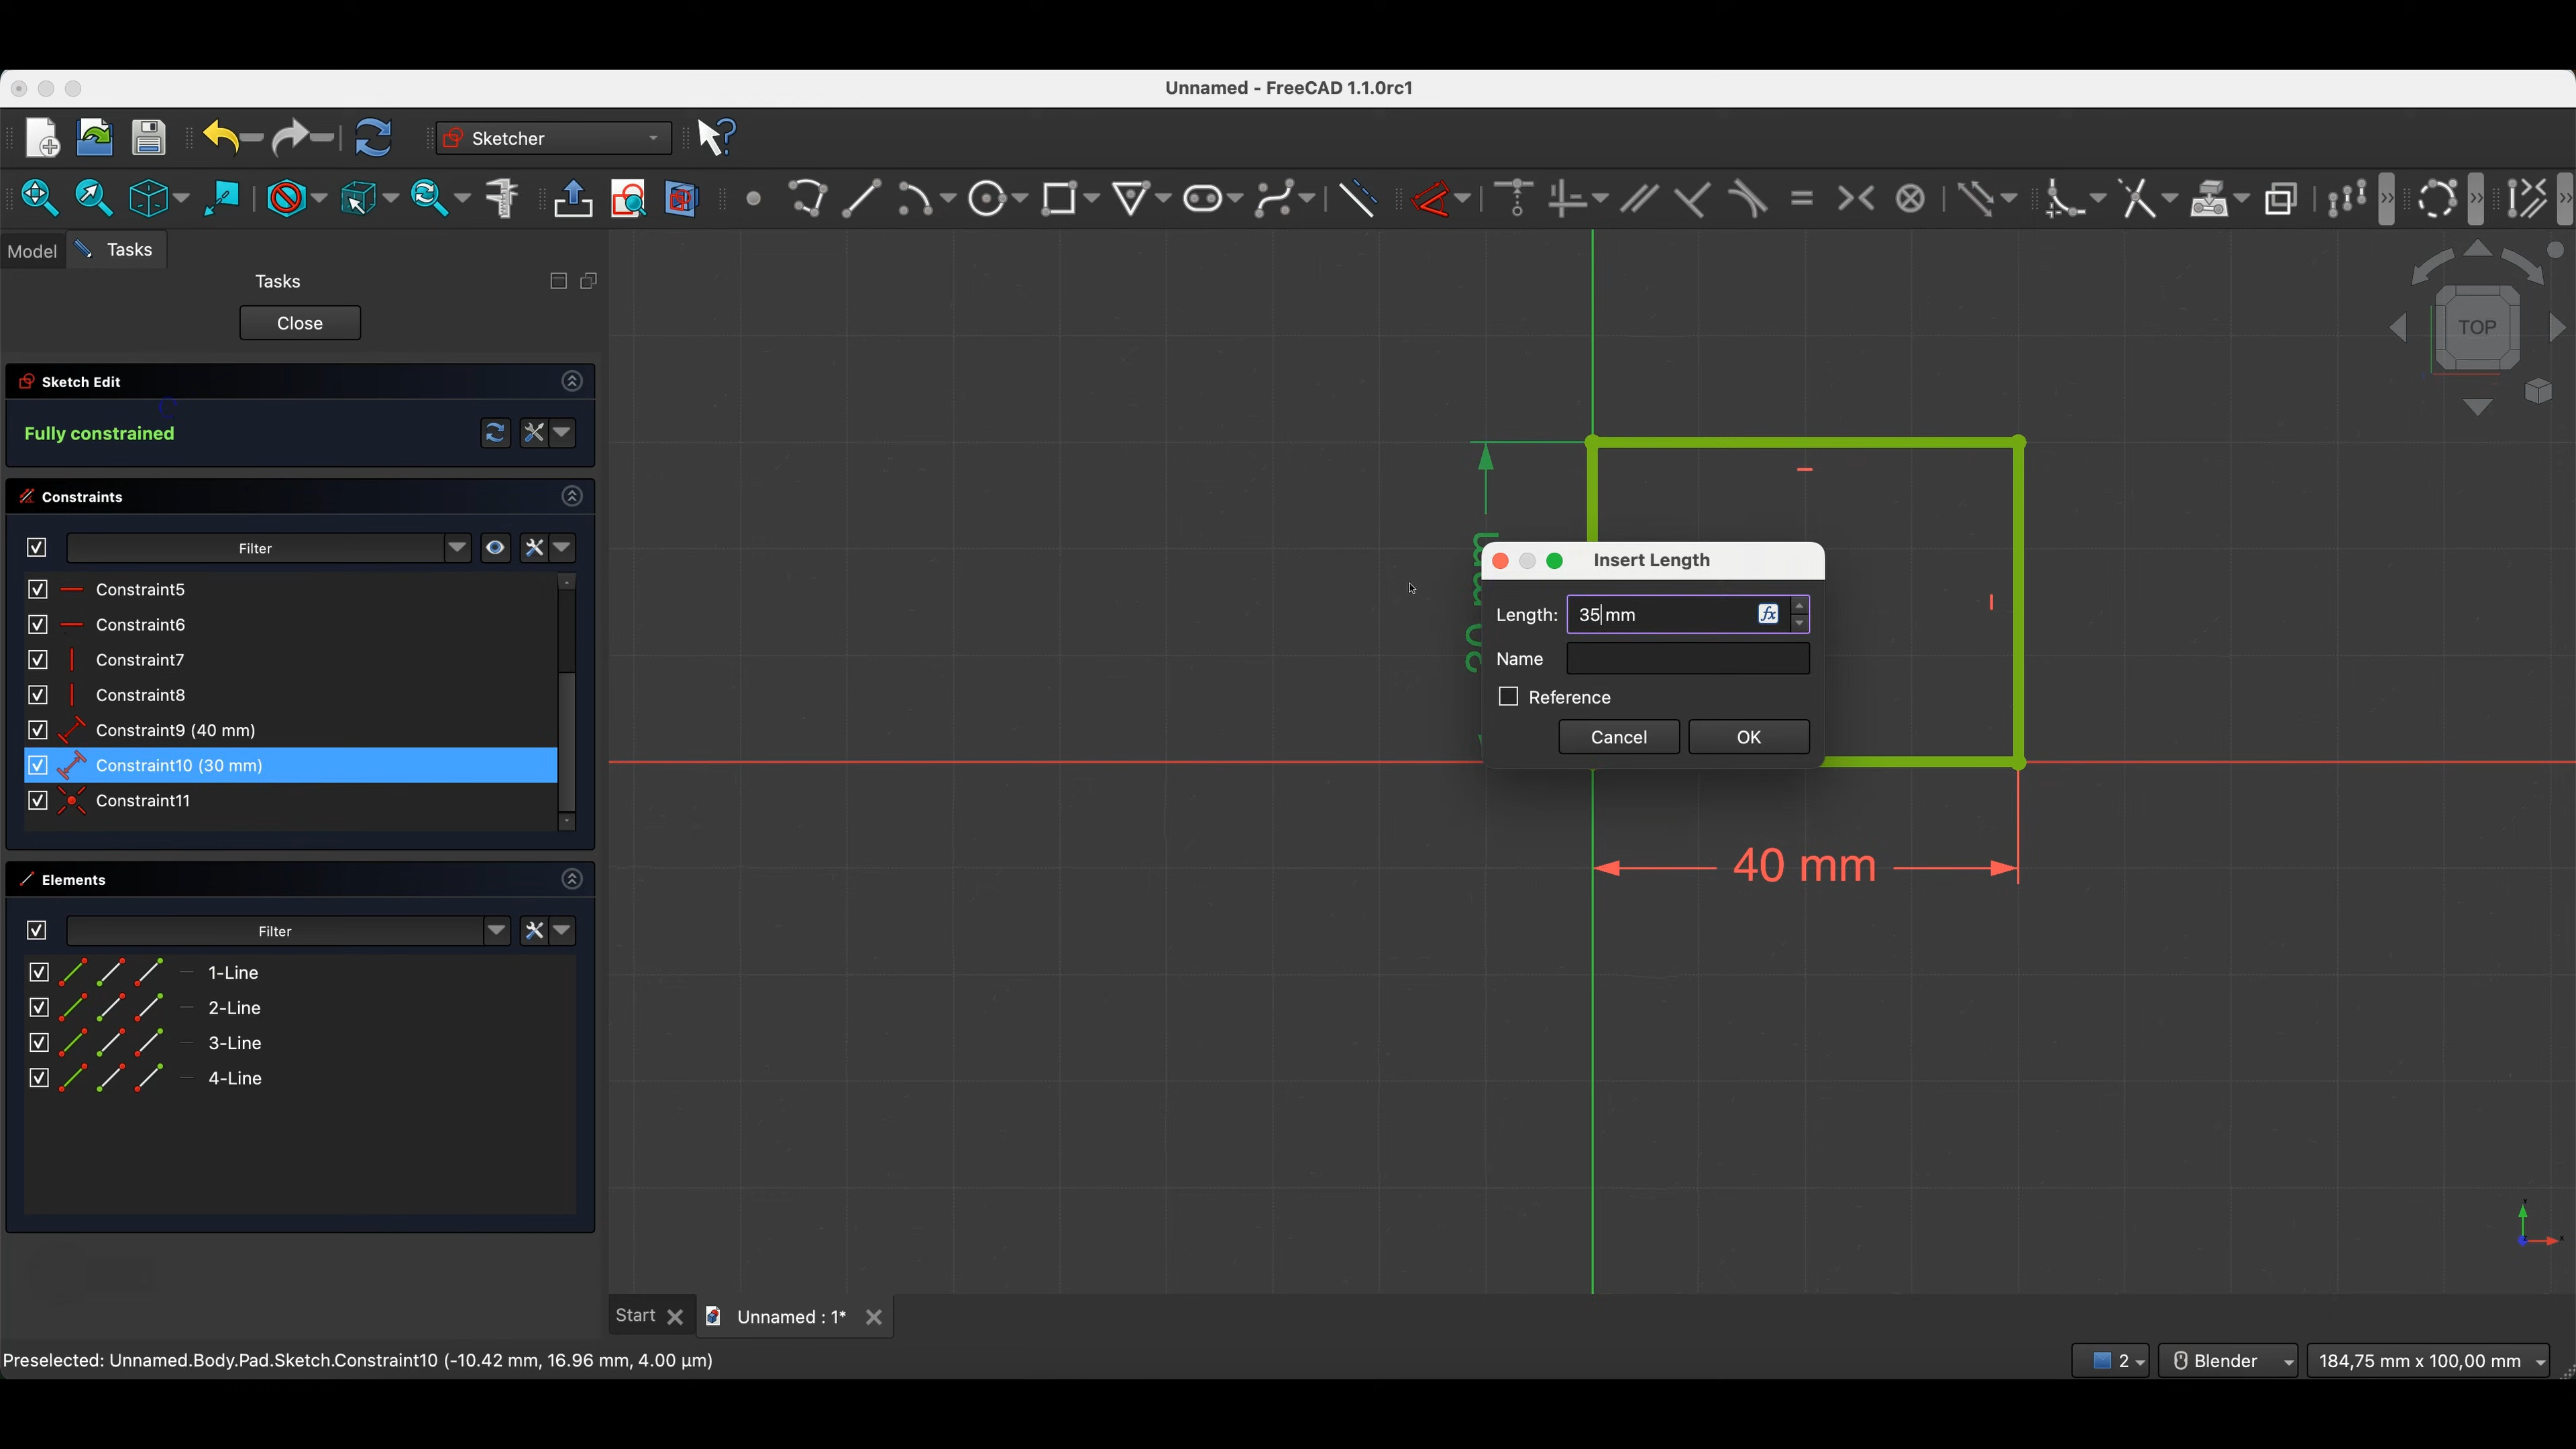 Unnamed - FreeCAD 1.1.0rc1
Sketcher
Model
Tasks
Tasks
Close
Sketch Edit
Fully constrained
Constraints
Filter
Constraint5
Constraint6
Constraint7
Constraint8
Constraint9 (40 mm)
Constraint10 (30 mm)
Constraint11
Elements
Filter
1-Line
2-Line
3-Line
4-Line
TOP
Insert Length
Length: 35 mm
Name
Reference
Cancel
OK
40 mm
Start
Unnamed : 1*
Preselected: Unnamed.Body.Pad.Sketch.Constraint10 (-10.42 mm, 16.96 mm, 4.00 µm)
2
Blender
184,75 mm x 100,00 mm